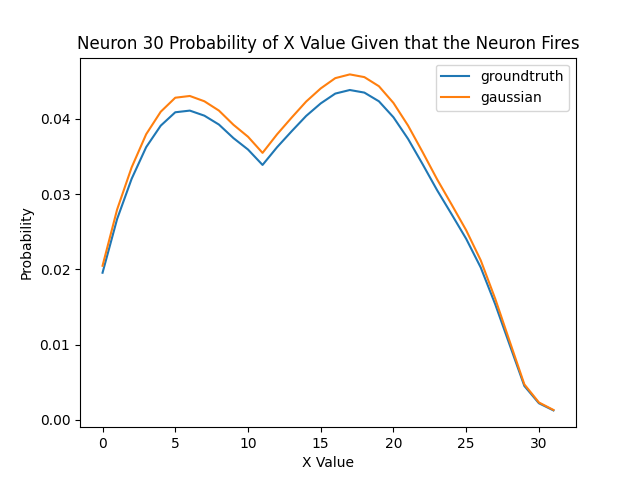 Neuron 30 Probability of X Value Given that the Neuron Fires
groundtruth
gaussian
0.04
0.03
0.02
0.01
0.00
Probability
0 5 10 15 20 25 30
X Value